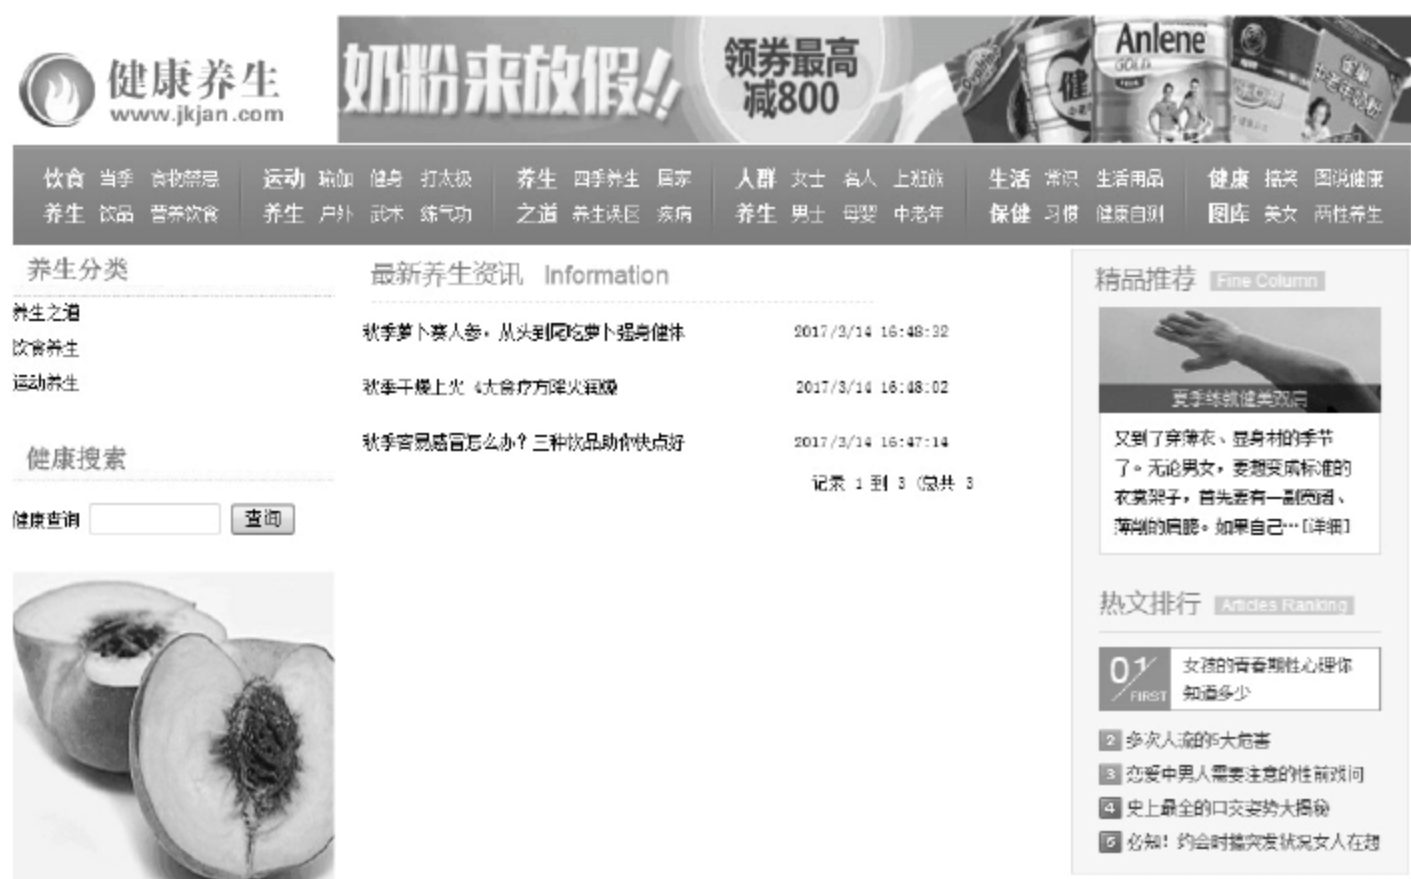 健康养生
www.jkjan.com
奶粉来放假!!
领券最高
减800
Anlene
GOLD
健
饮食 当季 食物禁忌 运动 瑜伽 健身 打太极 养生 四季养生 居家 人群 女士 名人 上班族 生活 常识 生活用品 健康 搞笑 图说健康
养生 饮品 营养饮食 养生 户外 武术 练气功 之道 养生误区 疾病 养生 男士 母婴 中老年 保健 习惯 健康自测 图库 美女 两性养生
养生分类
养生之道
饮食养生
运动养生
健康搜索
健康查询 查询
最新养生资讯 Information
秋季萝卜赛人参，从头到尾吃萝卜强身健体 2017/3/14 16:48:32
秋季干燥上火 4大食疗方降火润燥 2017/3/14 16:48:02
秋季容易感冒怎么办？三种饮品助你快点好 2017/3/14 16:47:14
记录 1 到 3 (总共 3
精品推荐 Fine Column
夏季练就健美双肩
又到了穿薄衣、显身材的季节
了。无论男女，要想变成标准的
衣裳架子，首先要有一副宽阔、
薄削的肩膀。如果自己…[详细]
热文排行 Articles Ranking
01 FIRST
女孩的青春期性心理你
知道多少
2 多次人流的5大危害
3 恋爱中男人需要注意的性前戏问
4 史上最全的口交姿势大揭秘
5 必知！约会时搞突发状况女人在想